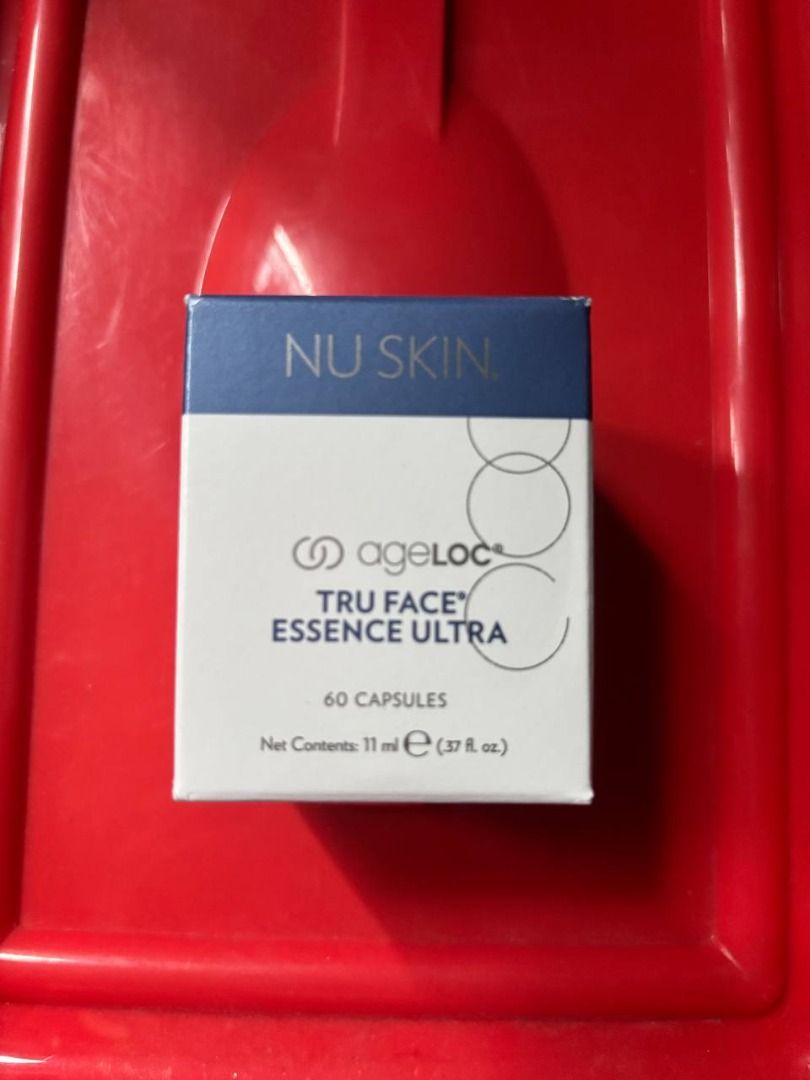 NU SKIN®
ageLOC®
TRU FACE®
ESSENCE ULTRA
60 CAPSULES
Net Contents: 11 ml ℮ (.37 fl. oz.)